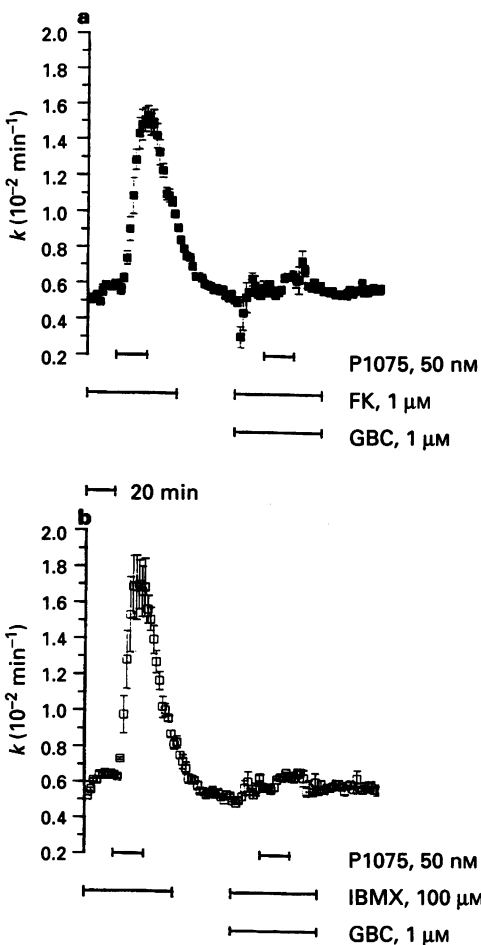 a
2.0
1.8
1.6
1.4
1.2
1.0
0.8
0.6
0.4
0.2
k (10⁻² min⁻¹)
P1075, 50 nM
FK, 1 μM
GBC, 1 μM
20 min
b
2.0
1.8
1.6
1.4
1.2
1.0
0.8
0.6
0.4
0.2
k (10⁻² min⁻¹)
P1075, 50 nM
IBMX, 100 μM
GBC, 1 μM